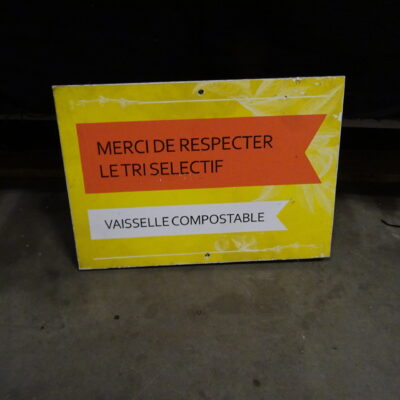 MERCI DE RESPECTER
LE TRI SELECTIF
VAISSELLE COMPOSTABLE